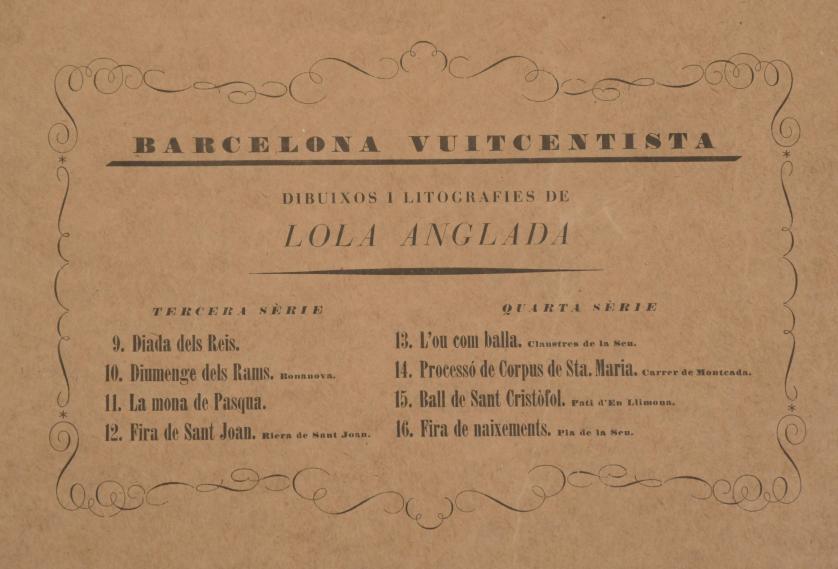 BARCELONA VUITCENTISTA
DIBUIXOS I LITOGRAFIES DE
LOLA ANGLADA
TERCERA SÈRIE
9. Diada dels Reis.
10. Diumenge dels Rams. Bonanova.
11. La mona de Pasqua.
12. Fira de Sant Joan. Riera de Sant Joan.
QUARTA SÈRIE
13. L'ou com balla. Claustres de la Seu.
14. Processó de Corpus de Sta. Maria. Carrer de Montcada.
15. Ball de Sant Cristòfol. Pati d'En Llimona.
16. Fira de naixements. Pla de la Seu.